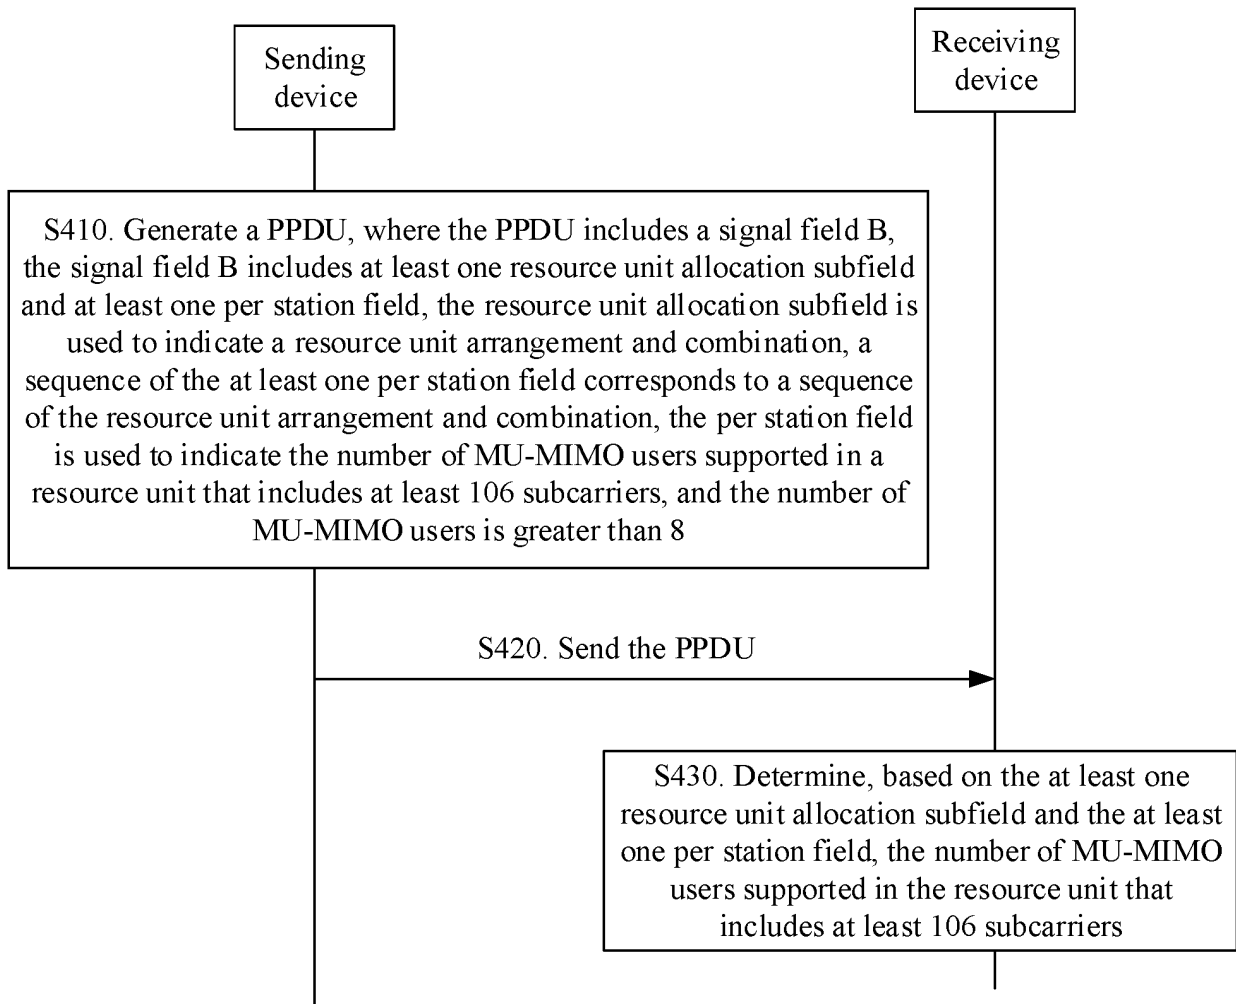 Sending
device
Receiving
device
S410. Generate a PPDU, where the PPDU includes a signal field B,
the signal field B includes at least one resource unit allocation subfield
and at least one per station field, the resource unit allocation subfield is
used to indicate a resource unit arrangement and combination, a
sequence of the at least one per station field corresponds to a sequence
of the resource unit arrangement and combination, the per station field
is used to indicate the number of MU-MIMO users supported in a
resource unit that includes at least 106 subcarriers, and the number of
MU-MIMO users is greater than 8
S420. Send the PPDU
S430. Determine, based on the at least one
resource unit allocation subfield and the at least
one per station field, the number of MU-MIMO
users supported in the resource unit that
includes at least 106 subcarriers